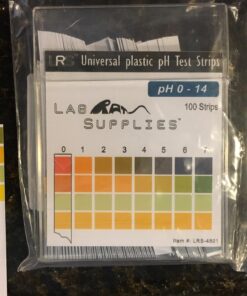 LRS Universal plastic pH Test Strips
pH 0 - 14
100 Strips
LAB
SUPPLIES
0 1 2 3 4 5 6 7
Item #: LRS-4801